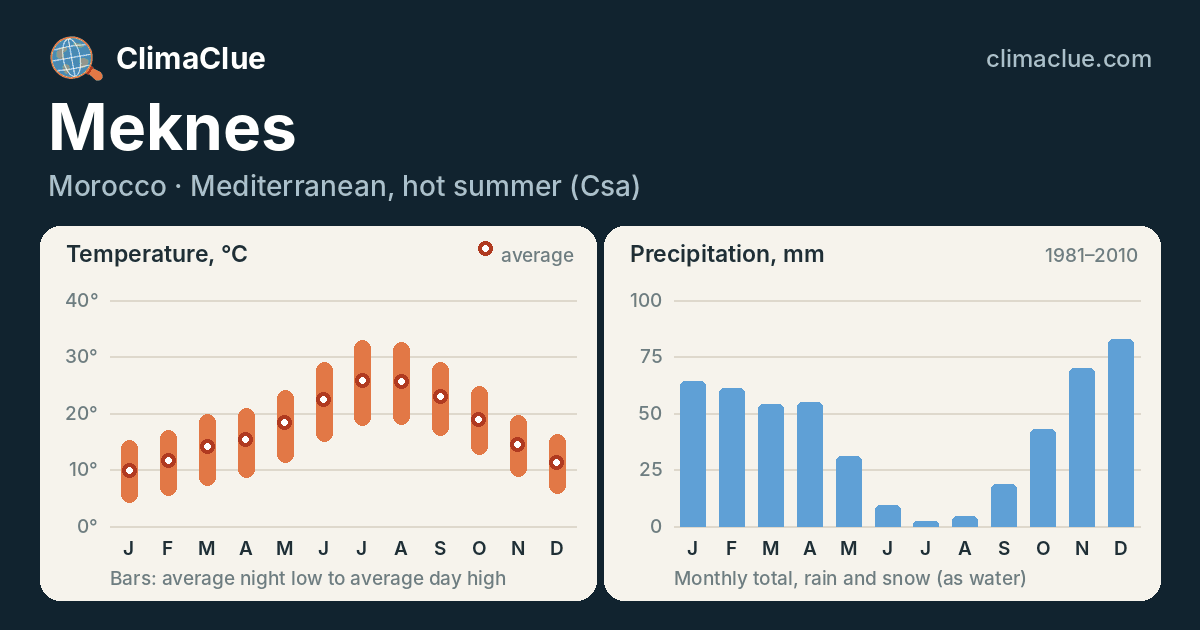 ClimaClue
climaclue.com
Meknes
Morocco · Mediterranean, hot summer (Csa)
Temperature, °C
average
40°
30°
20°
10°
0°
J F M A M J J A S O N D
Bars: average night low to average day high
Precipitation, mm
1981–2010
100
75
50
25
0
J F M A M J J A S O N D
Monthly total, rain and snow (as water)